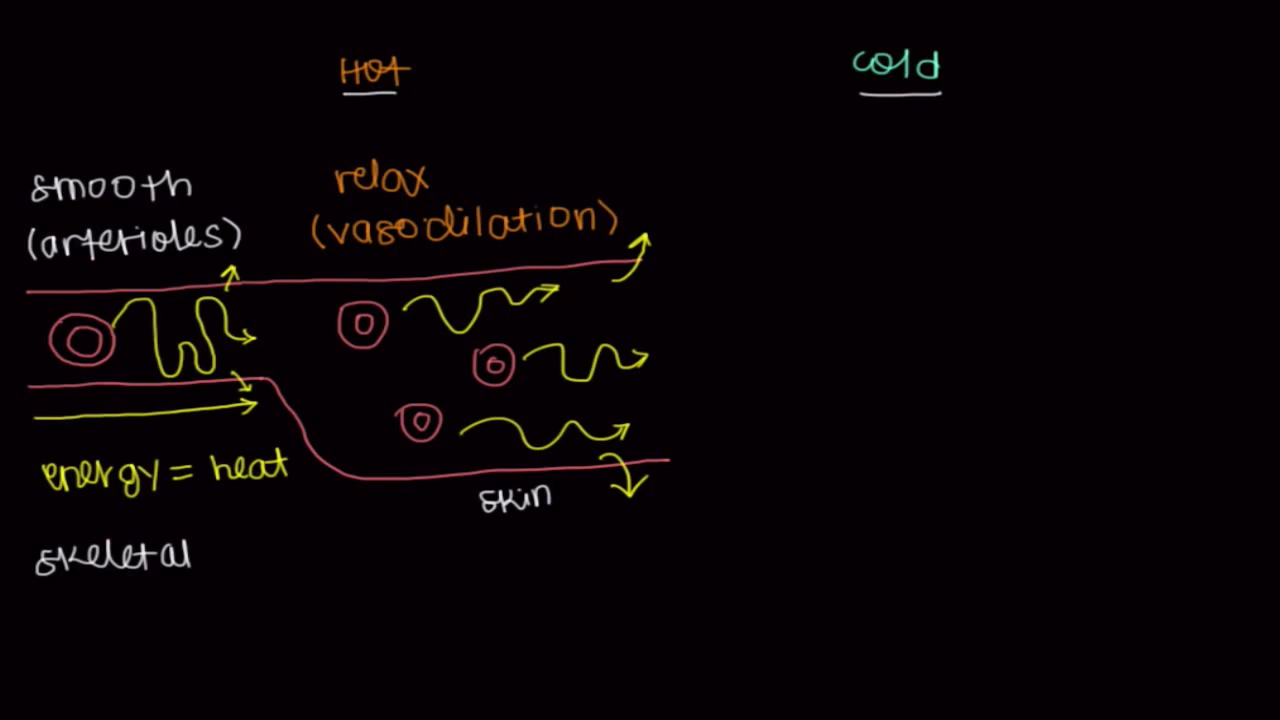 Hot
cold
smooth
(arterioles)
relax
(vasodilation)
energy = heat
skin
skeletal